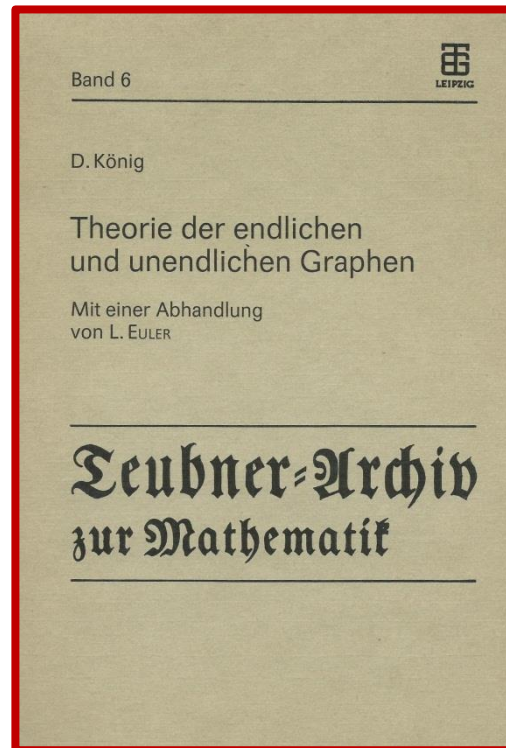 Band 6
LEIPZIG
D. König
Theorie der endlichen
und unendlichen Graphen
Mit einer Abhandlung
von L. EULER
Teubner-Archiv
zur Mathematik